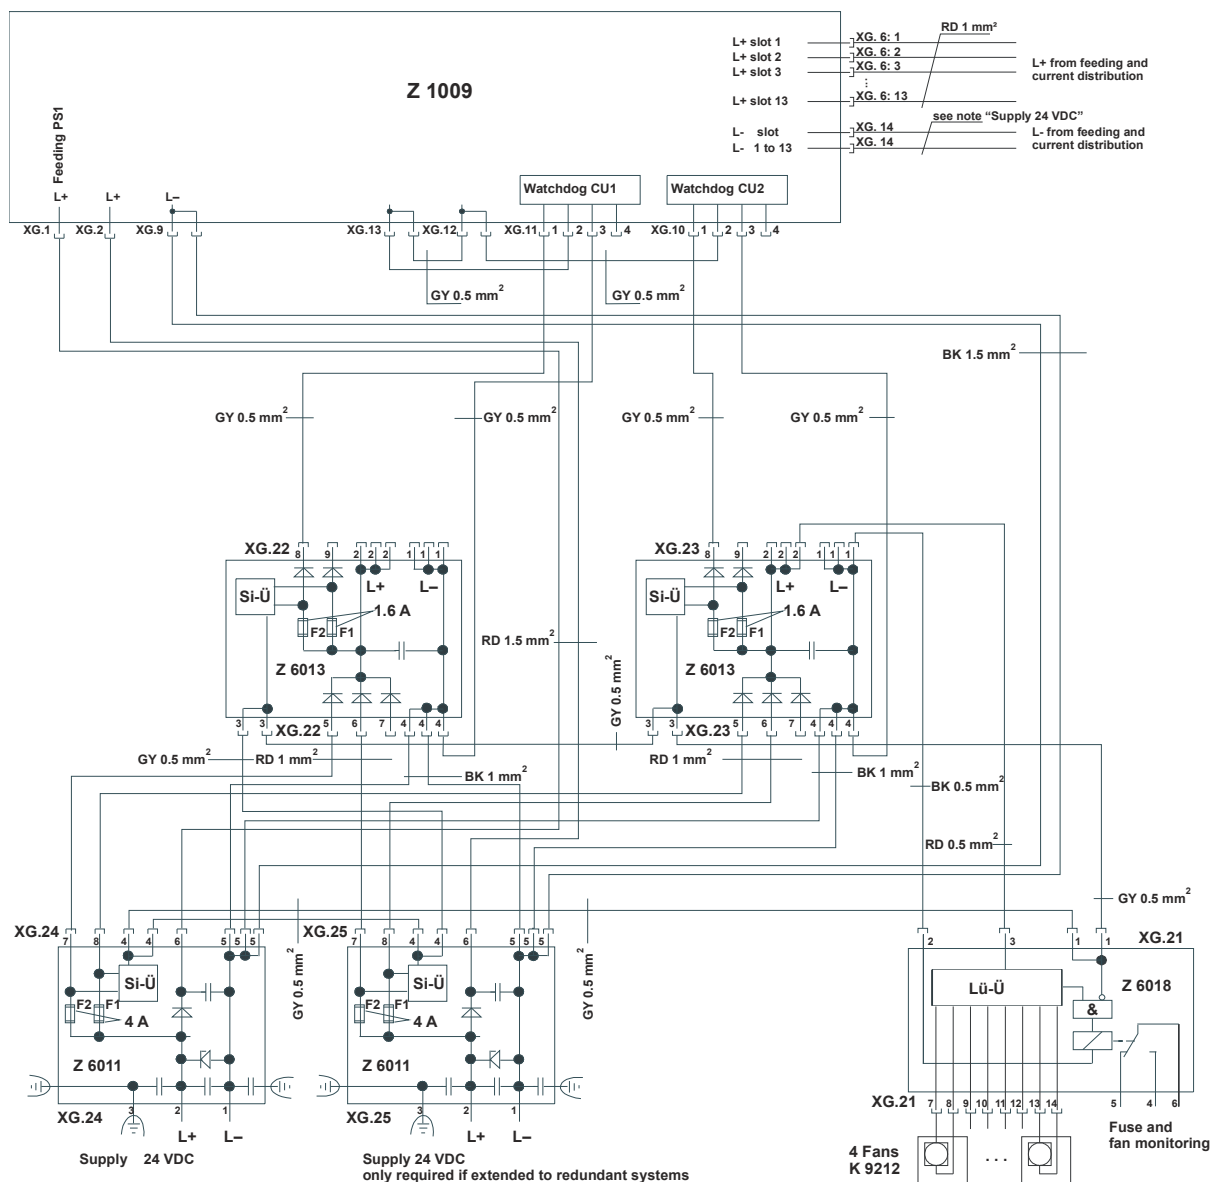 Z 1009
L+ slot 1 XG. 6: 1 RD 1 mm²
L+ slot 2 XG. 6: 2
L+ slot 3 XG. 6: 3
L+ from feeding and
current distribution
⋮
L+ slot 13 XG. 6: 13
see note “Supply 24 VDC”
L- slot XG. 14
L- 1 to 13 XG. 14
L- from feeding and
current distribution
Feeding PS1
L+ L+ L–
Watchdog CU1 Watchdog CU2
XG.1 XG.2 XG.9 XG.13 XG.12 XG.11 1 2 3 4 XG.10 1 2 3 4
GY 0.5 mm² GY 0.5 mm²
BK 1.5 mm²
GY 0.5 mm² GY 0.5 mm² GY 0.5 mm² GY 0.5 mm²
XG.22 8 9 2 2 2 1 1 1
XG.23 8 9 2 2 2 1 1 1
Si-Ü L+ L–
Si-Ü L+ L–
1.6 A
1.6 A
F2 F1
F2 F1
RD 1.5 mm²
Z 6013
Z 6013
GY 0.5 mm²
3 3 XG.22 5 6 7 4 4 4
3 3 XG.23 5 6 7 4 4 4
GY 0.5 mm² RD 1 mm² BK 1 mm²
RD 1 mm² BK 1 mm²
BK 0.5 mm²
RD 0.5 mm²
GY 0.5 mm²
XG.24 7 8 4 4 6 5 5 5
XG.25 7 8 4 4 6 5 5 5
2 3 1 1 XG.21
GY 0.5 mm²
GY 0.5 mm²
Si-Ü
Si-Ü
Lü-Ü
Z 6018
&
F2 F1
4 A
F2 F1
4 A
Z 6011
Z 6011
XG.24 3 2 1
XG.25 3 2 1
XG.21 7 8 9 10 11 12 13 14 5 4 6
L+ L–
L+ L–
Supply 24 VDC
Supply 24 VDC
only required if extended to redundant systems
4 Fans
K 9212
. . .
Fuse and
fan monitoring